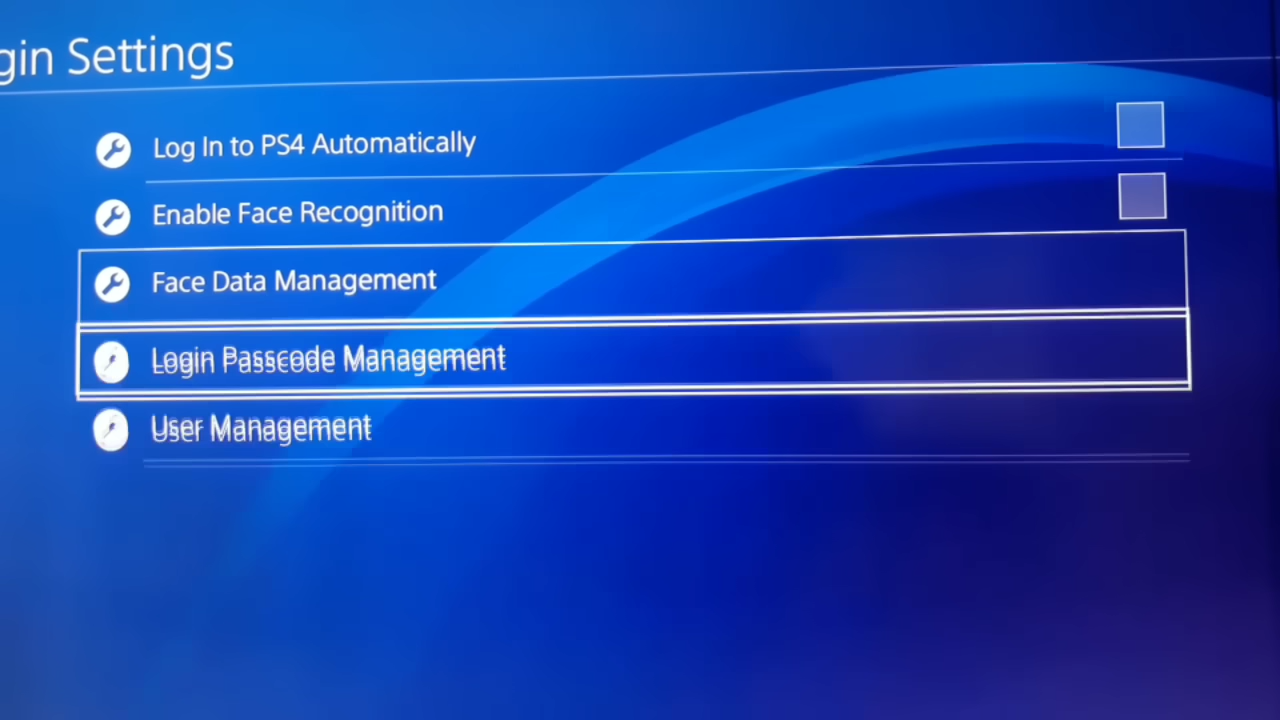 gin Settings
Log In to PS4 Automatically
Enable Face Recognition
Face Data Management
Login Passcode Management
User Management